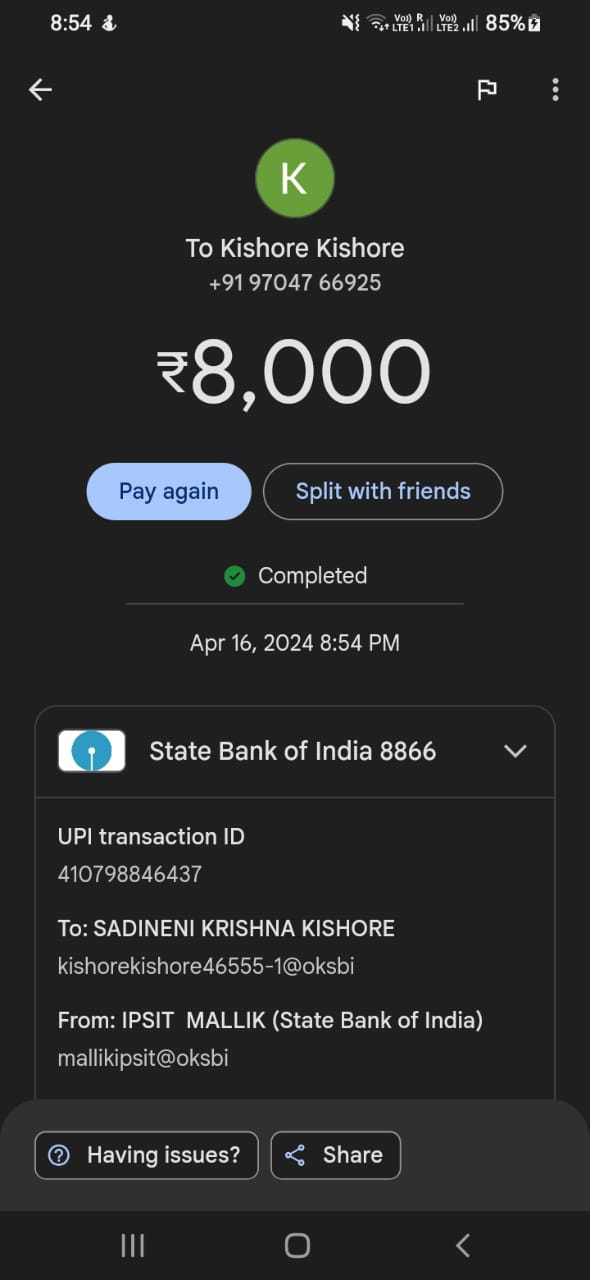 8:54
Vo) R Vo)
LTE1 LTE2 85%
K
To Kishore Kishore
+91 97047 66925
₹8,000
Pay again Split with friends
Completed
Apr 16, 2024 8:54 PM
State Bank of India 8866
UPI transaction ID
410798846437
To: SADINENI KRISHNA KISHORE
kishorekishore46555-1@oksbi
From: IPSIT  MALLIK (State Bank of India)
mallikipsit@oksbi
Having issues? Share